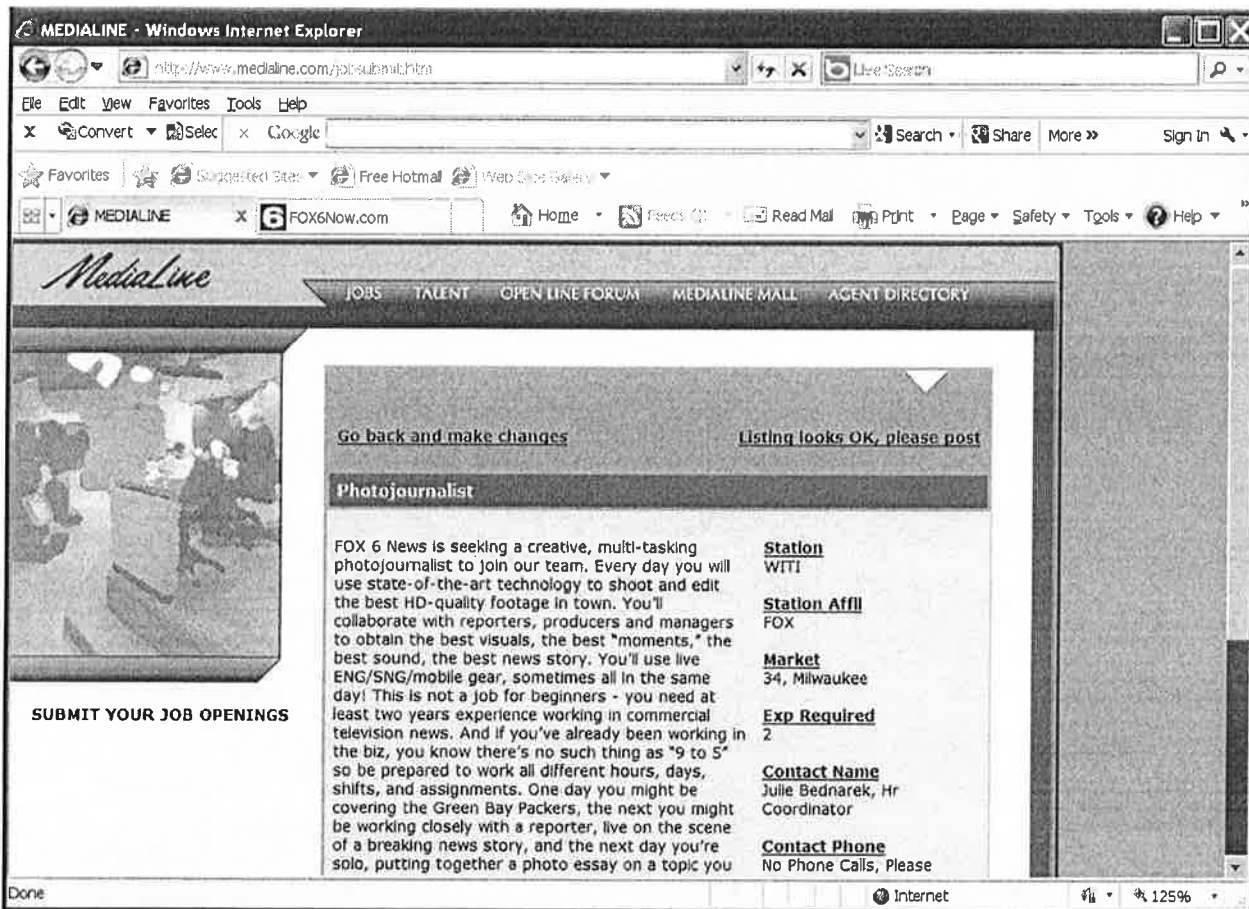 MEDIALINE - Windows Internet Explorer
http://www.medialine.com/jobsubmit.htm
Live Search
File Edit View Favorites Tools Help
X Convert Selec x Google Search Share More » Sign In
Favorites Suggested Sites Free Hotmail Web Slice Gallery
MEDIALINE X 6 FOX6Now.com Home Feeds Read Mail Print Page Safety Tools Help »
MediaLine
JOBS TALENT OPEN LINE FORUM MEDIALINE MALL AGENT DIRECTORY
Go back and make changes
Listing looks OK, please post
Photojournalist
FOX 6 News is seeking a creative, multi-tasking
photojournalist to join our team. Every day you will
use state-of-the-art technology to shoot and edit
the best HD-quality footage in town. You'll
collaborate with reporters, producers and managers
to obtain the best visuals, the best "moments," the
best sound, the best news story. You'll use live
ENG/SNG/mobile gear, sometimes all in the same
day! This is not a job for beginners - you need at
least two years experience working in commercial
television news. And if you've already been working in
the biz, you know there's no such thing as "9 to 5"
so be prepared to work all different hours, days,
shifts, and assignments. One day you might be
covering the Green Bay Packers, the next you might
be working closely with a reporter, live on the scene
of a breaking news story, and the next day you're
solo, putting together a photo essay on a topic you
Station
WITI
Station Affil
FOX
Market
34, Milwaukee
Exp Required
2
Contact Name
Julie Bednarek, Hr
Coordinator
Contact Phone
No Phone Calls, Please
SUBMIT YOUR JOB OPENINGS
Done Internet 125%